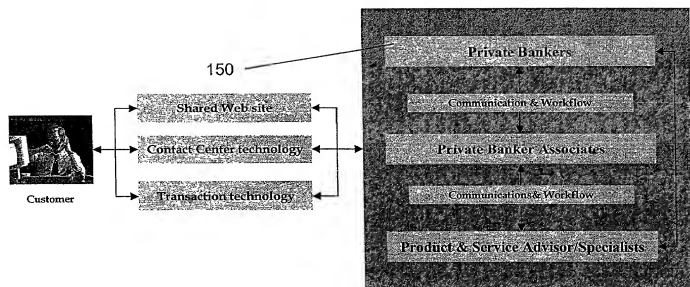 150
Private Bankers
Shared Web site
Communication & Workflow
Contact Center technology
Private Banker Associates
Customer
Transaction technology
Communications& Workflow
Product & Service Advisor/Specialists